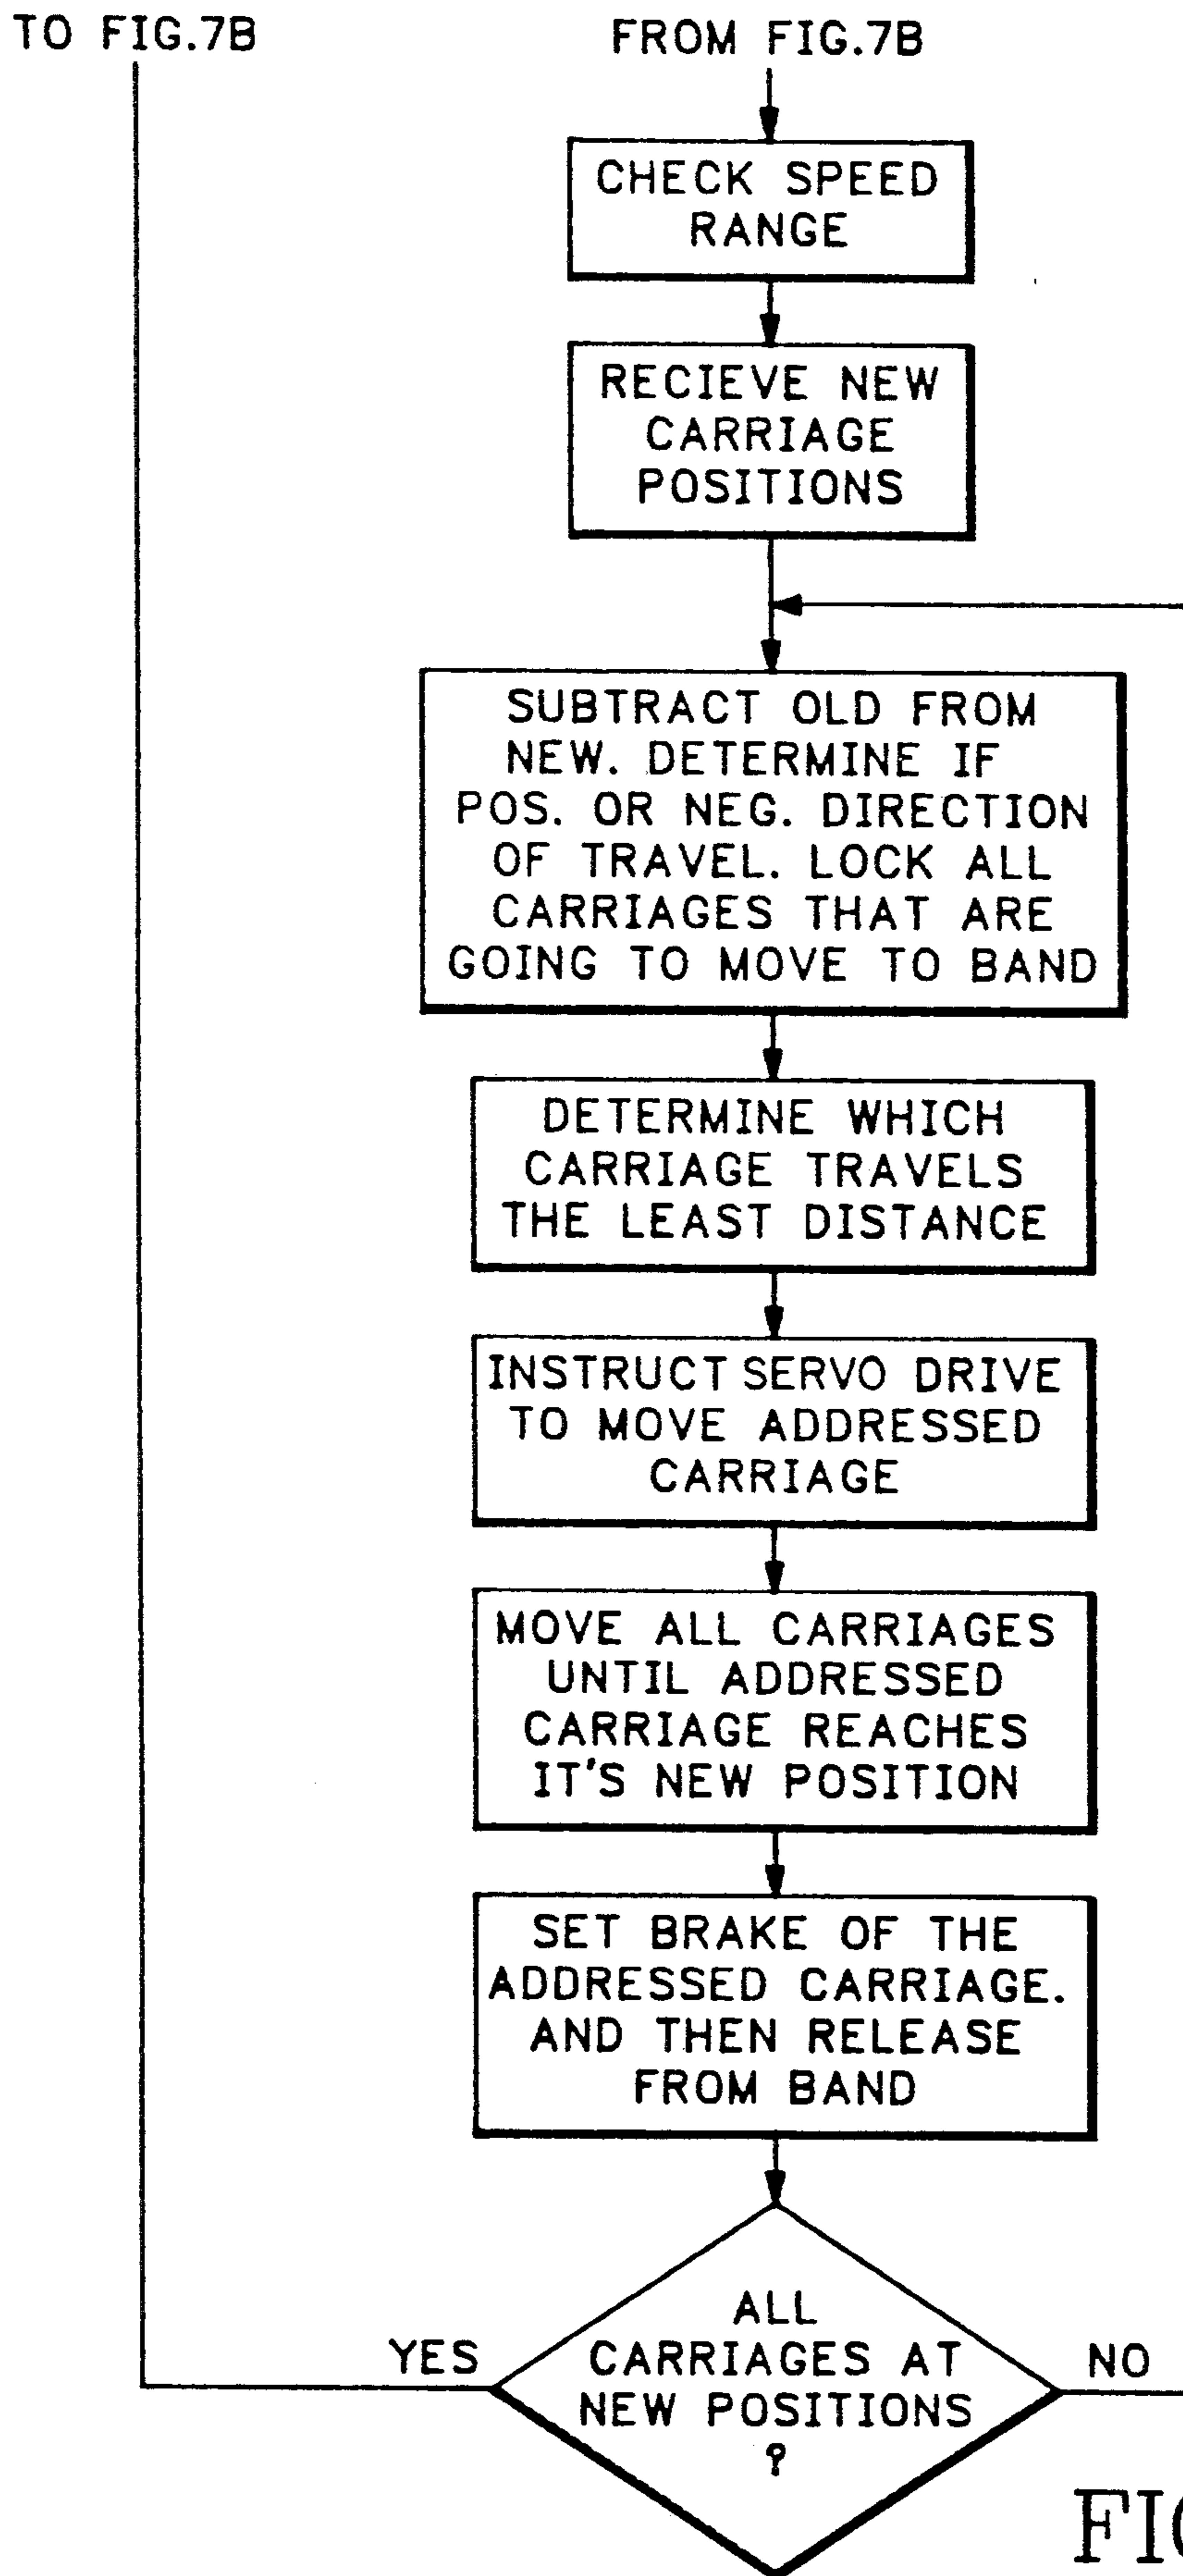 TO FIG.7B
FROM FIG.7B
CHECK SPEED
RANGE
RECIEVE NEW
CARRIAGE
POSITIONS
SUBTRACT OLD FROM
NEW. DETERMINE IF
POS. OR NEG. DIRECTION
OF TRAVEL. LOCK ALL
CARRIAGES THAT ARE
GOING TO MOVE TO BAND
DETERMINE WHICH
CARRIAGE TRAVELS
THE LEAST DISTANCE
INSTRUCT SERVO DRIVE
TO MOVE ADDRESSED
CARRIAGE
MOVE ALL CARRIAGES
UNTIL ADDRESSED
CARRIAGE REACHES
IT'S NEW POSITION
SET BRAKE OF THE
ADDRESSED CARRIAGE.
AND THEN RELEASE
FROM BAND
YES
ALL
CARRIAGES AT
NEW POSITIONS
?
NO